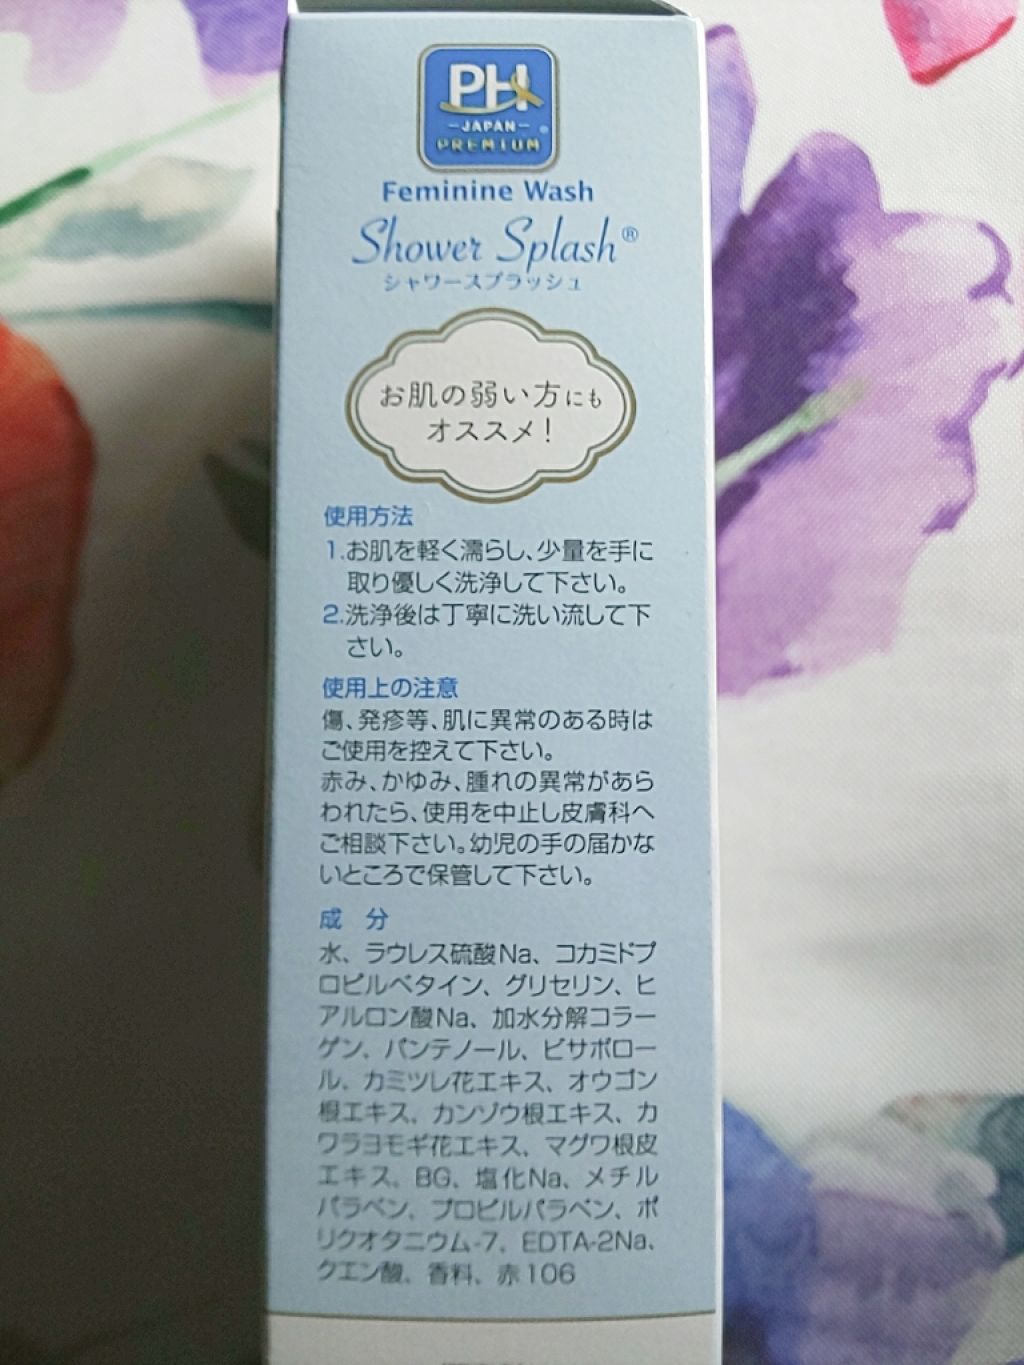 PH
-JAPAN-
PREMIUM®
Feminine Wash
Shower Splash®
シャワースプラッシュ
お肌の弱い方にも
オススメ!
使用方法
1.お肌を軽く濡らし、少量を手に
取り優しく洗浄して下さい。
2.洗浄後は丁寧に洗い流して下
さい。
使用上の注意
傷、発疹等、肌に異常のある時は
ご使用を控えて下さい。
赤み、かゆみ、腫れの異常があら
われたら、使用を中止し皮膚科へ
ご相談下さい。幼児の手の届かな
いところで保管して下さい。
成 分
水、ラウレス硫酸Na、コカミドプ
ロピルベタイン、グリセリン、ヒ
アルロン酸Na、加水分解コラー
ゲン、パンテノール、ビサボロー
ル、カミツレ花エキス、オウゴン
根エキス、カンゾウ根エキス、カ
ワラヨモギ花エキス、マグワ根皮
エキス、BG、塩化Na、メチル
パラベン、プロピルパラベン、ポ
リクオタニウム-7、EDTA-2Na、
クエン酸、香料、赤106